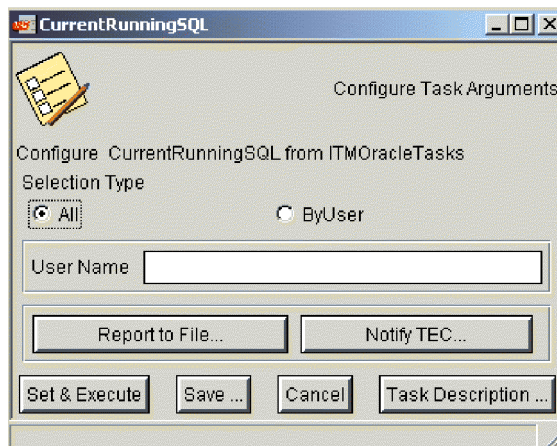 CurrentRunningSQL
Configure Task Arguments
Configure CurrentRunningSQL from ITMOracleTasks
Selection Type
All ByUser
User Name
Report to File... Notify TEC...
Set & Execute Save ... Cancel Task Description ...